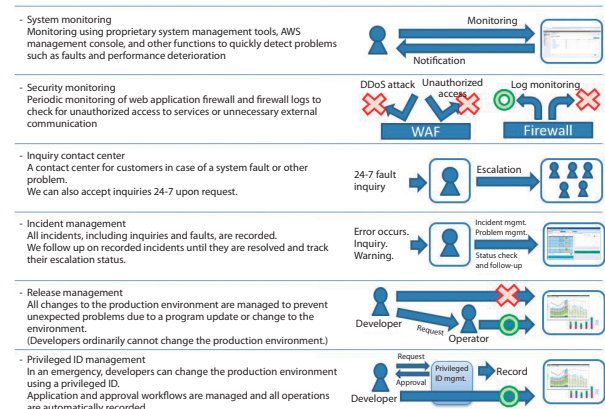 - System monitoring
Monitoring using proprietary system management tools, AWS
management console, and other functions to quickly detect problems
such as faults and performance deterioration
Monitoring
Notification
- Security monitoring
Periodic monitoring of web application firewall and firewall logs to
check for unauthorized access to services or unnecessary external
communication
DDoS attack
Unauthorized
access
Log monitoring
WAF
Firewall
- Inquiry contact center
A contact center for customers in case of a system fault or other
problem.
We can also accept inquiries 24-7 upon request.
24-7 fault
inquiry
Escalation
- Incident management
All incidents, including inquiries and faults, are recorded.
We follow up on recorded incidents until they are resolved and track
their escalation status.
Error occurs.
Inquiry.
Warning.
Incident mgmt.
Problem mgmt.
Status check
and follow-up
- Release management
All changes to the production environment are managed to prevent
unexpected problems due to a program update or change to the
environment.
(Developers ordinarily cannot change the production environment.)
Developer
Request
Operator
- Privileged ID management
In an emergency, developers can change the production environment
using a privileged ID.
Application and approval workflows are managed and all operations
are automatically recorded
Request
Approval
Privileged
ID mgmt.
Record
Developer